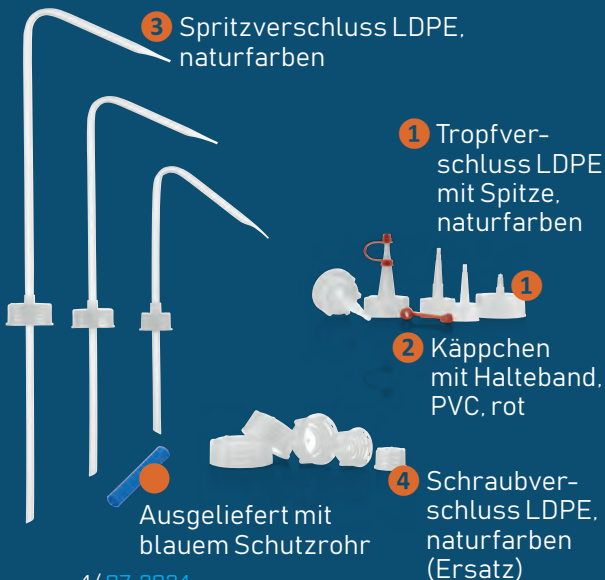 3 Spritzverschluss LDPE,
naturfarben
1 Tropfver-
schluss LDPE
mit Spitze,
naturfarben
1
2 Käppchen
mit Halteband,
PVC, rot
Ausgeliefert mit
blauem Schutzrohr
4 Schraubver-
schluss LDPE,
naturfarben
(Ersatz)